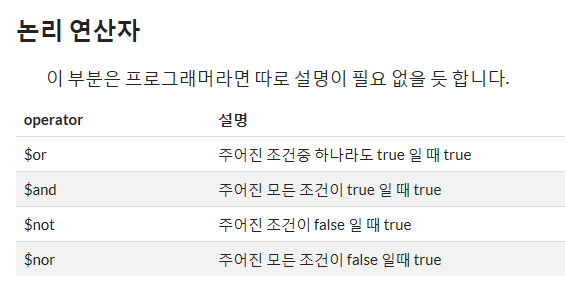 논리 연산자
이 부분은 프로그래머라면 따로 설명이 필요 없을 듯 합니다.
operator 설명
$or 주어진 조건중 하나라도 true 일 때 true
$and 주어진 모든 조건이 true 일 때 true
$not 주어진 조건이 false 일 때 true
$nor 주어진 모든 조건이 false 일때 true